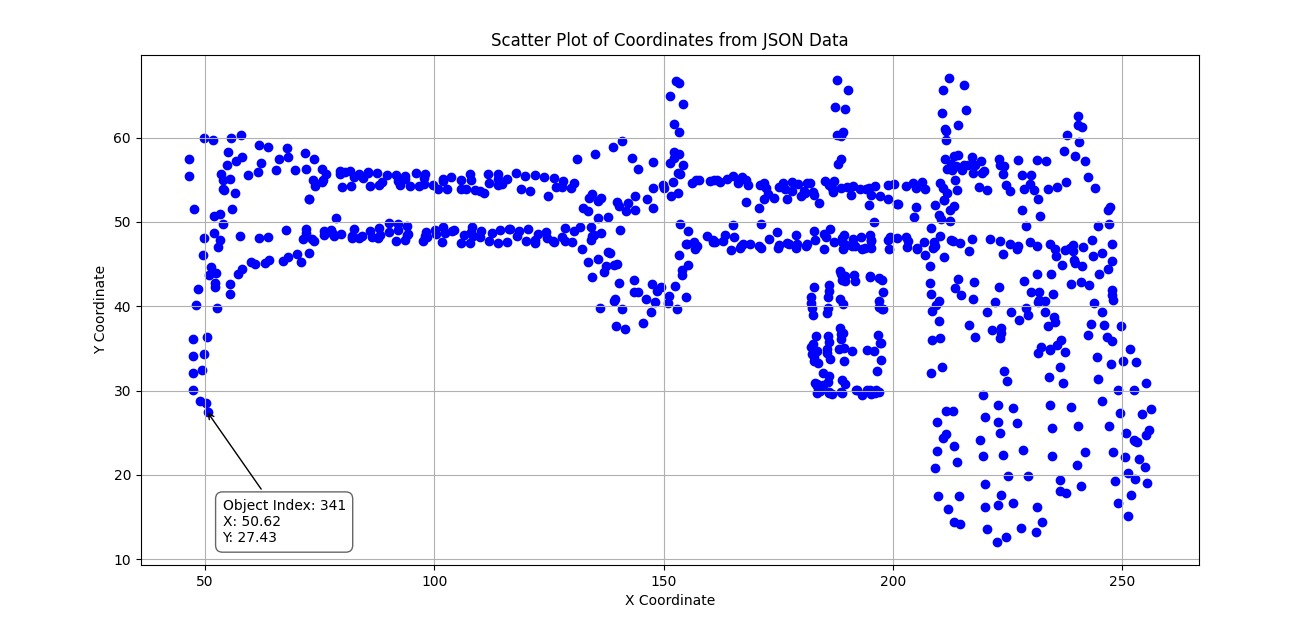 Scatter Plot of Coordinates from JSON Data
60
50
40
30
20
10
Y Coordinate
Object Index: 341
X: 50.62
Y: 27.43
50
100
150
200
250
X Coordinate